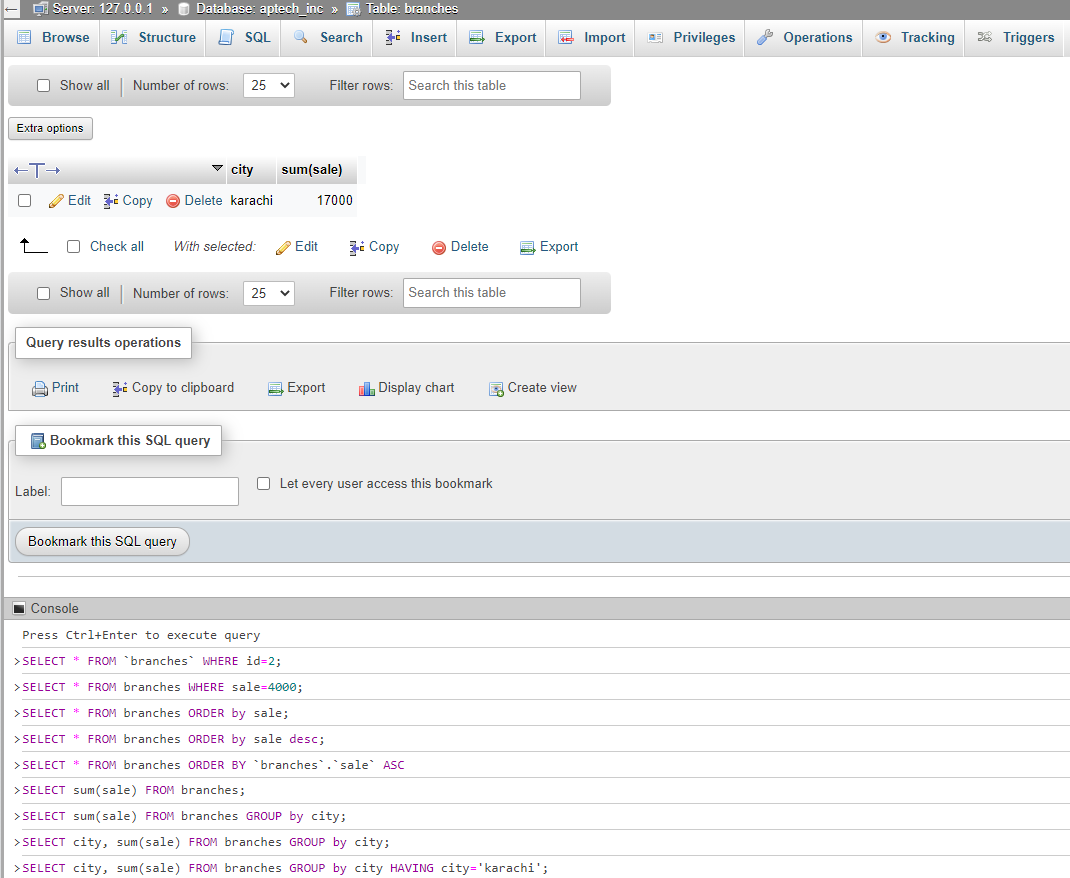 Server: 127.0.0.1 » Database: aptech_inc » Table: branches
Browse Structure SQL Search Insert Export Import Privileges Operations Tracking Triggers
Show all Number of rows: 25 Filter rows: Search this table
Extra options
city sum(sale)
Edit Copy Delete karachi 17000
Check all With selected: Edit Copy Delete Export
Show all Number of rows: 25 Filter rows: Search this table
Query results operations
Print Copy to clipboard Export Display chart Create view
Bookmark this SQL query
Label: Let every user access this bookmark
Bookmark this SQL query
Console
Press Ctrl+Enter to execute query
>SELECT * FROM `branches` WHERE id=2;
>SELECT * FROM branches WHERE sale=4000;
>SELECT * FROM branches ORDER by sale;
>SELECT * FROM branches ORDER by sale desc;
>SELECT * FROM branches ORDER BY `branches`.`sale` ASC
>SELECT sum(sale) FROM branches;
>SELECT sum(sale) FROM branches GROUP by city;
>SELECT city, sum(sale) FROM branches GROUP by city;
>SELECT city, sum(sale) FROM branches GROUP by city HAVING city='karachi';